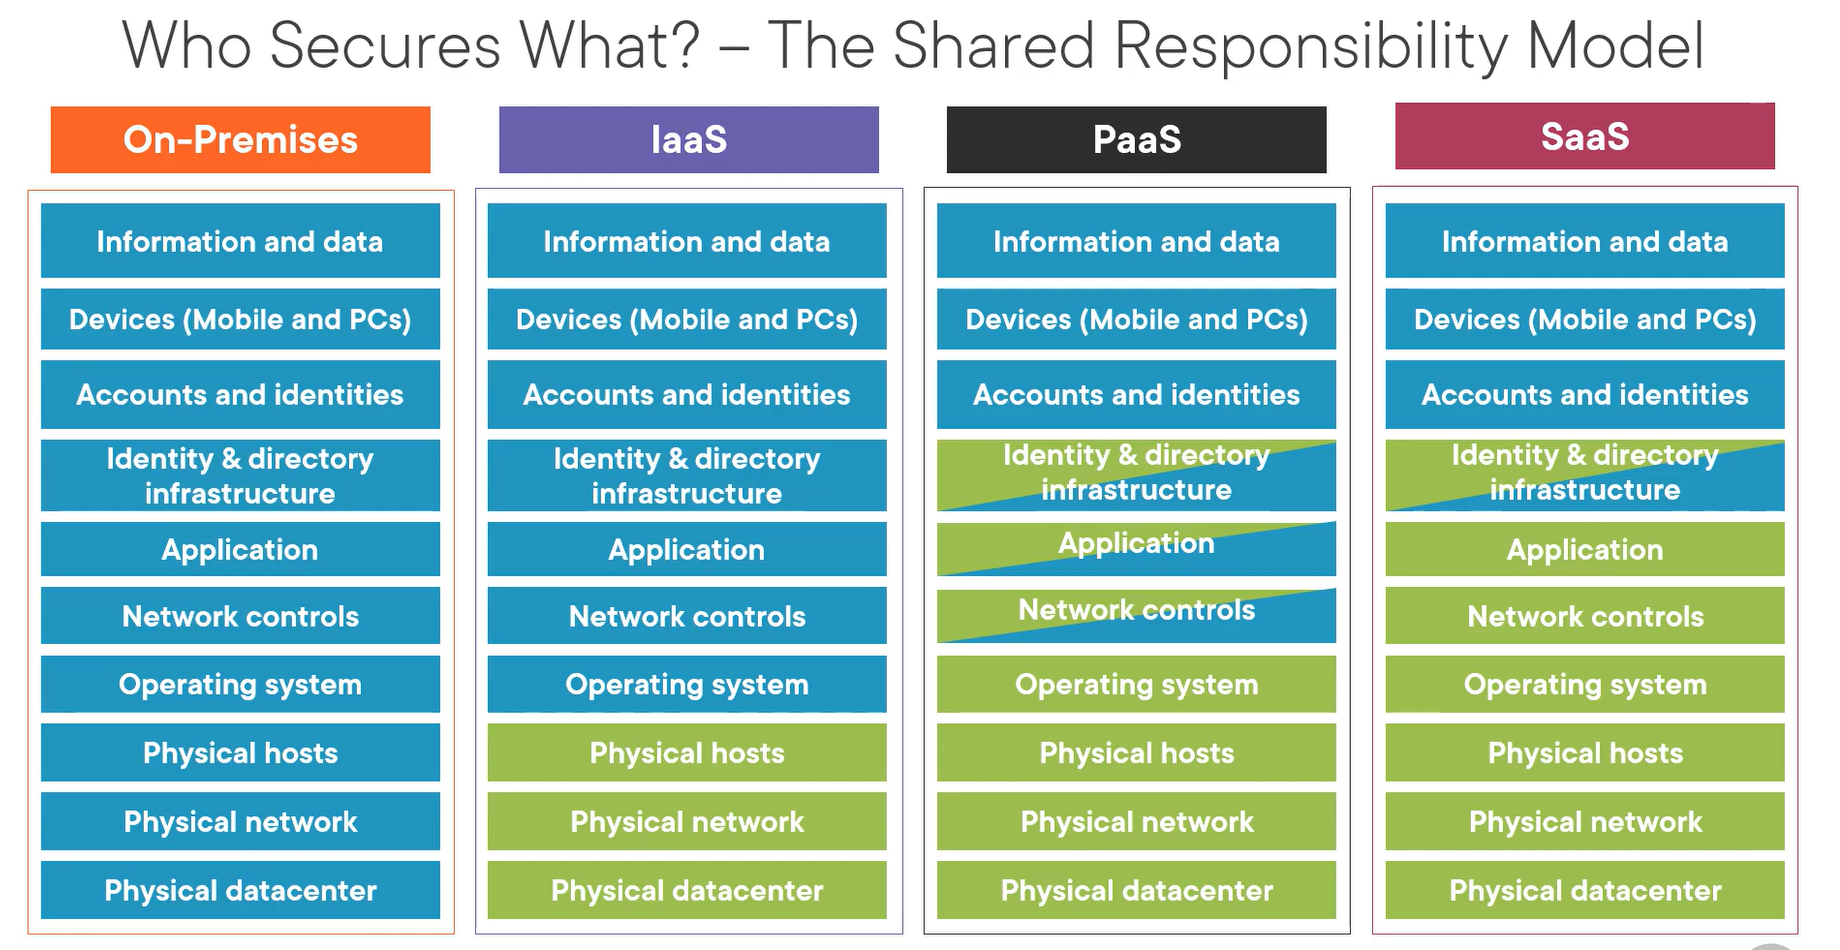 Who Secures What? – The Shared Responsibility Model
On-Premises
Information and data
Devices (Mobile and PCs)
Accounts and identities
Identity & directory
infrastructure
Application
Network controls
Operating system
Physical hosts
Physical network
Physical datacenter
IaaS
Information and data
Devices (Mobile and PCs)
Accounts and identities
Identity & directory
infrastructure
Application
Network controls
Operating system
Physical hosts
Physical network
Physical datacenter
PaaS
Information and data
Devices (Mobile and PCs)
Accounts and identities
Identity & directory
infrastructure
Application
Network controls
Operating system
Physical hosts
Physical network
Physical datacenter
SaaS
Information and data
Devices (Mobile and PCs)
Accounts and identities
Identity & directory
infrastructure
Application
Network controls
Operating system
Physical hosts
Physical network
Physical datacenter